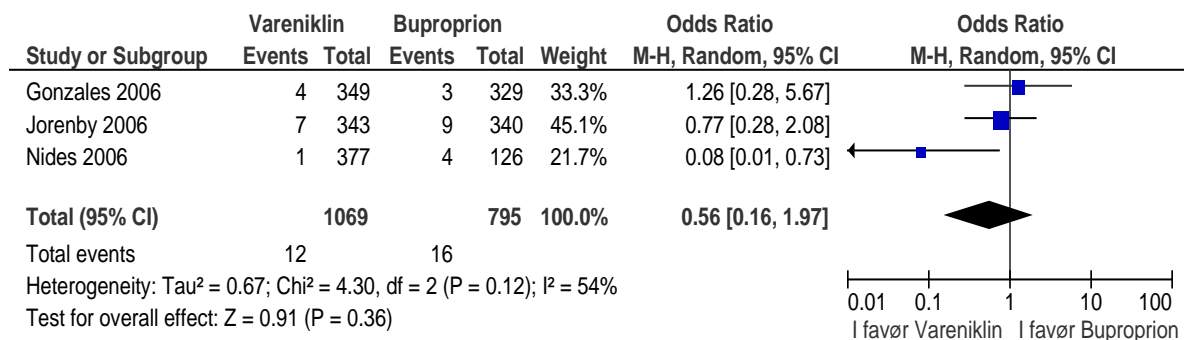 Vareniklin Buproprion Odds Ratio Odds Ratio
Study or Subgroup Events Total Events Total Weight M-H, Random, 95% CI M-H, Random, 95% CI
Gonzales 2006 4 349 3 329 33.3% 1.26 [0.28, 5.67]
Jorenby 2006 7 343 9 340 45.1% 0.77 [0.28, 2.08]
Nides 2006 1 377 4 126 21.7% 0.08 [0.01, 0.73]
Total (95% CI) 1069 795 100.0% 0.56 [0.16, 1.97]
Total events 12 16
Heterogeneity: Tau² = 0.67; Chi² = 4.30, df = 2 (P = 0.12); I² = 54%
Test for overall effect: Z = 0.91 (P = 0.36)
0.01 0.1 1 10 100
I favør Vareniklin I favør Buproprion